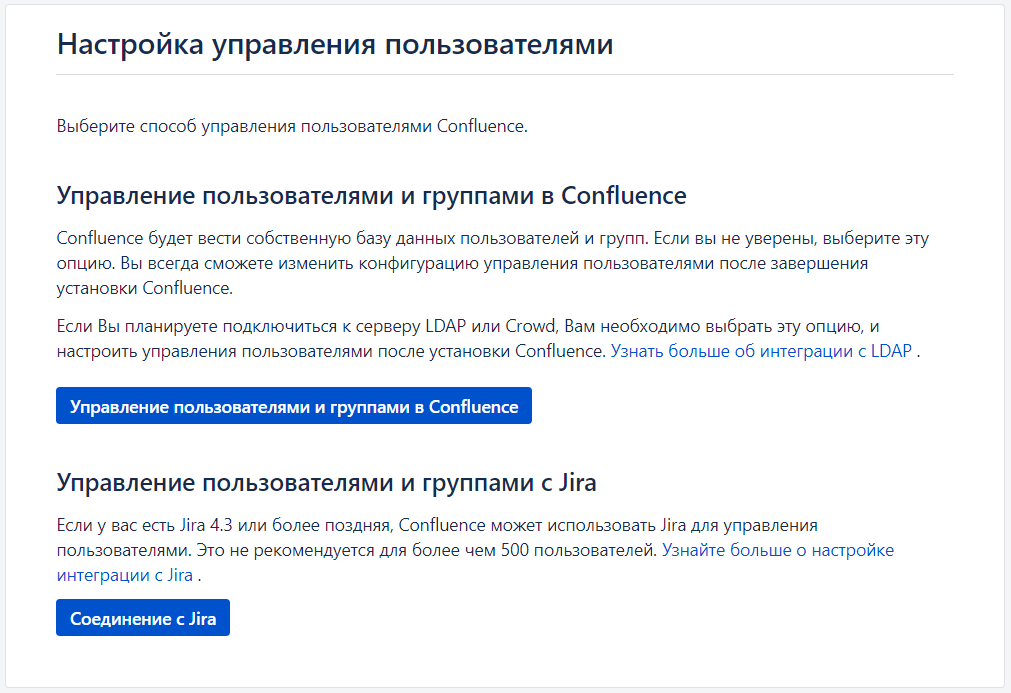 Настройка управления пользователями
Выберите способ управления пользователями Confluence.
Управление пользователями и группами в Confluence
Confluence будет вести собственную базу данных пользователей и групп. Если вы не уверены, выберите эту
опцию. Вы всегда сможете изменить конфигурацию управления пользователями после завершения
установки Confluence.
Если Вы планируете подключиться к серверу LDAP или Crowd, Вам необходимо выбрать эту опцию, и
настроить управления пользователями после установки Confluence. Узнать больше об интеграции с LDAP .
Управление пользователями и группами в Confluence
Управление пользователями и группами с Jira
Если у вас есть Jira 4.3 или более поздняя, Confluence может использовать Jira для управления
пользователями. Это не рекомендуется для более чем 500 пользователей. Узнайте больше о настройке
интеграции с Jira .
Соединение с Jira